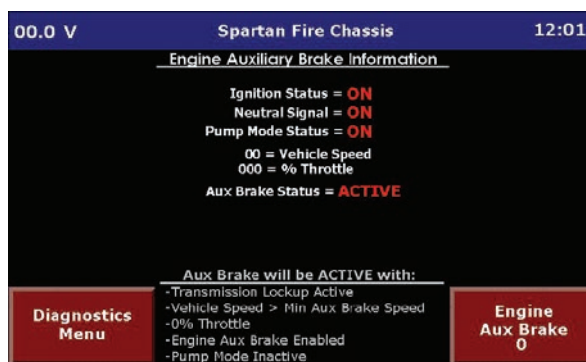 00.0 V Spartan Fire Chassis 12:01
Engine Auxiliary Brake Information
Ignition Status = ON
Neutral Signal = ON
Pump Mode Status = ON
00 = Vehicle Speed
000 = % Throttle
Aux Brake Status = ACTIVE
Aux Brake will be ACTIVE with:
-Transmission Lockup Active
-Vehicle Speed > Min Aux Brake Speed
-0% Throttle
-Engine Aux Brake Enabled
-Pump Mode Inactive
Diagnostics
Menu
Engine
Aux Brake
0